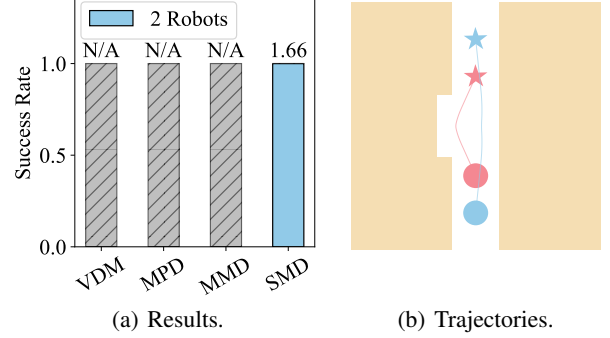 2 Robots
N/A N/A N/A 1.66
Success Rate
1.0
0.5
0.0
VDM MPD MMD SMD
(a) Results.
(b) Trajectories.